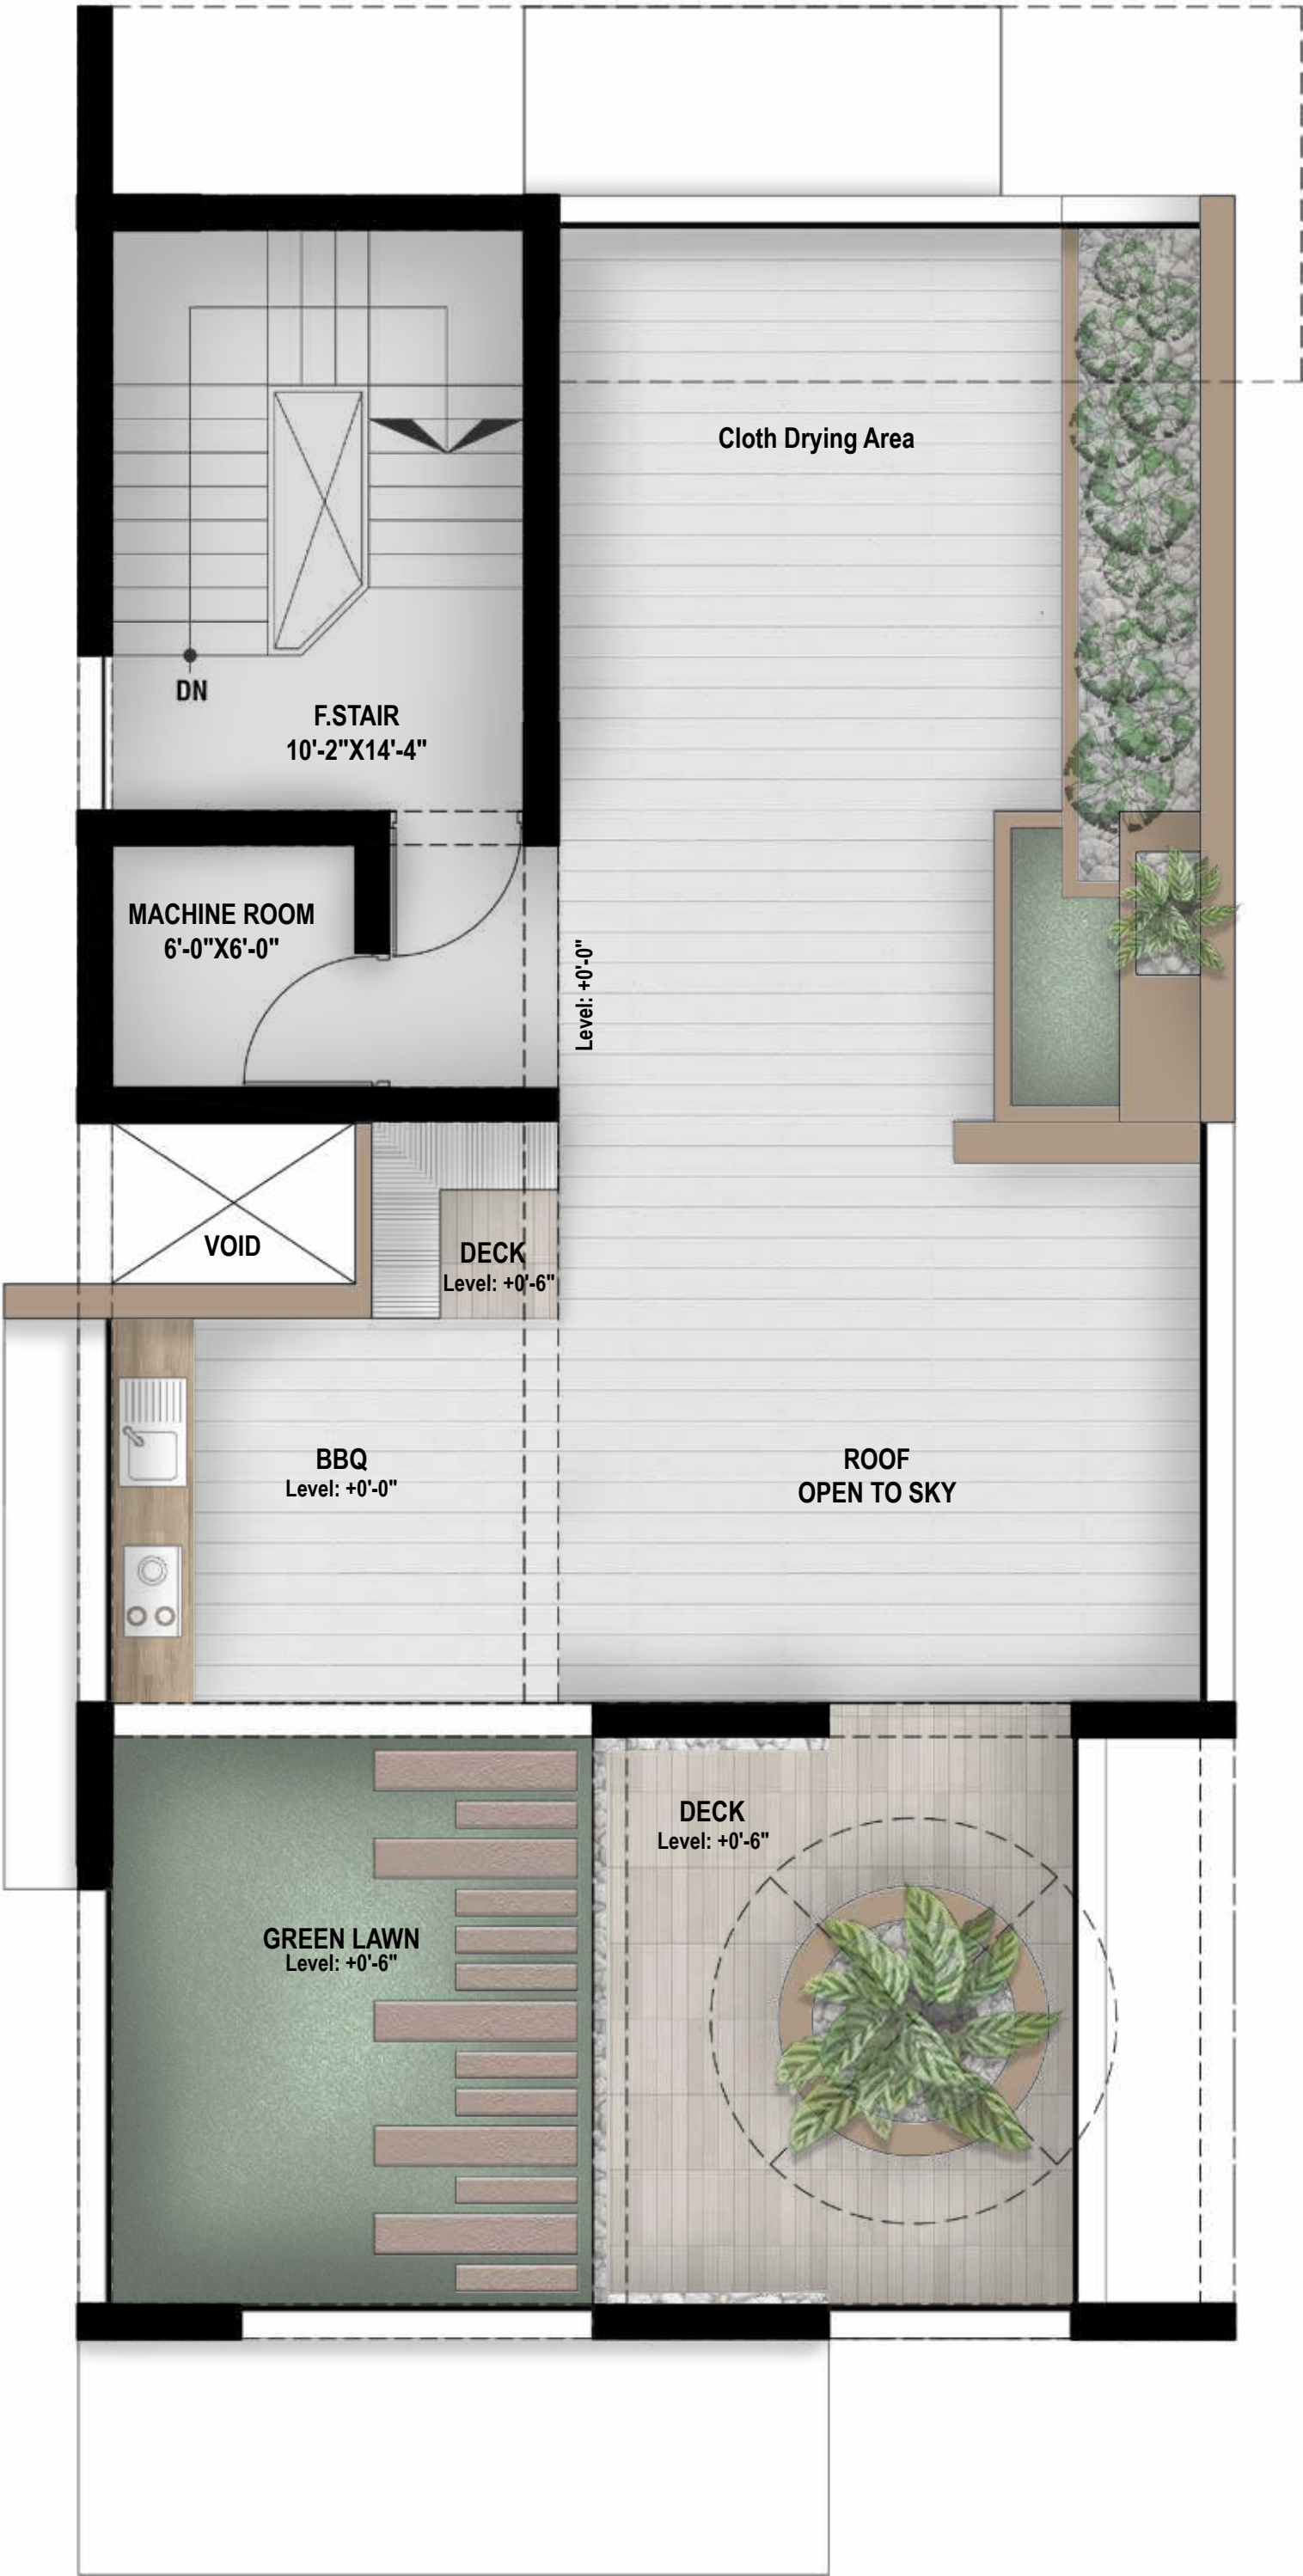 Cloth Drying Area
DN
F.STAIR
10'-2"X14'-4"
MACHINE ROOM
6'-0"X6'-0"
Level: +0'-0"
VOID
DECK
Level: +0'-6"
BBQ
Level: +0'-0"
ROOF
OPEN TO SKY
DECK
Level: +0'-6"
GREEN LAWN
Level: +0'-6"